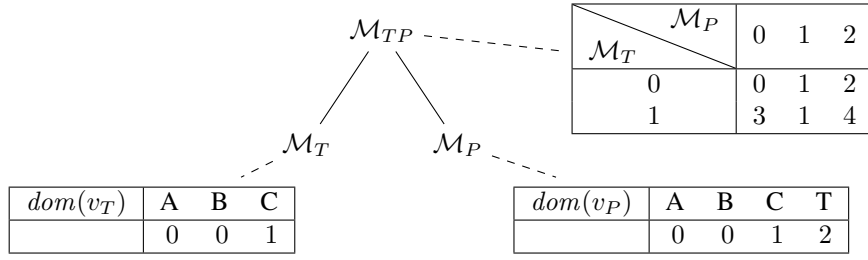 M_TP
M_P 0 1 2
M_T
0 0 1 2
1 3 1 4
M_T M_P
dom(v_T) A B C
0 0 1
dom(v_P) A B C T
0 0 1 2